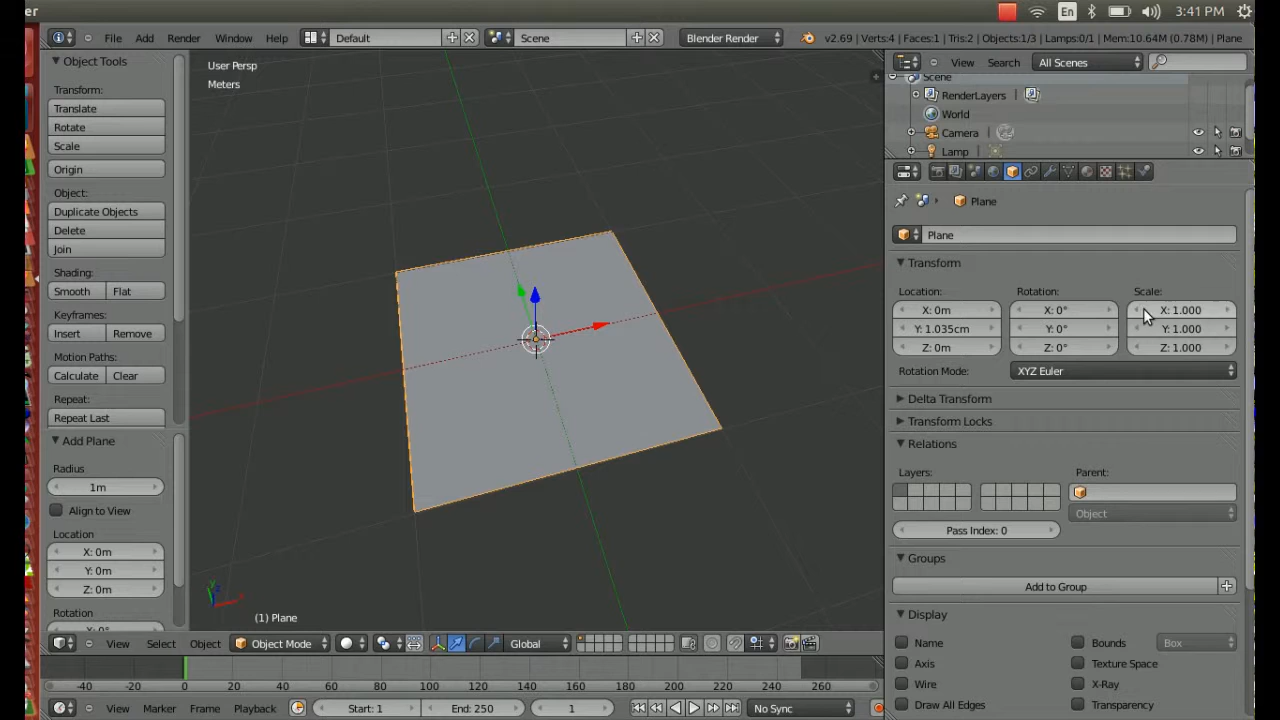 er
En
3:41 PM
File Add Render Window Help
Default
Scene
Blender Render
v2.69 | Verts:4 | Faces:1 | Tris:2 | Objects:1/3 | Lamps:0/1 | Mem:10.64M (0.78M) | Plane
Object Tools
Transform:
Translate
Rotate
Scale
Origin
Object:
Duplicate Objects
Delete
Join
Shading:
Smooth Flat
Keyframes:
Insert Remove
Motion Paths:
Calculate Clear
Repeat:
Repeat Last
Add Plane
Radius
1m
Align to View
Location
X: 0m
Y: 0m
Z: 0m
Rotation
X: 0°
User Persp
Meters
(1) Plane
View Select Object
Object Mode
Global
-40 -20 0 20 40 60 80 100 120 140 160 180 200 220 240 260
View Marker Frame Playback
Start: 1
End: 250
1
No Sync
View Search
All Scenes
Scene
RenderLayers
World
Camera
Lamp
Plane
Plane
Transform
Location: Rotation: Scale:
X: 0m X: 0° X: 1.000
Y: 1.035cm Y: 0° Y: 1.000
Z: 0m Z: 0° Z: 1.000
Rotation Mode: XYZ Euler
Delta Transform
Transform Locks
Relations
Layers: Parent:
Object
Pass Index: 0
Groups
Add to Group
Display
Name Bounds Box
Axis Texture Space
Wire X-Ray
Draw All Edges Transparency